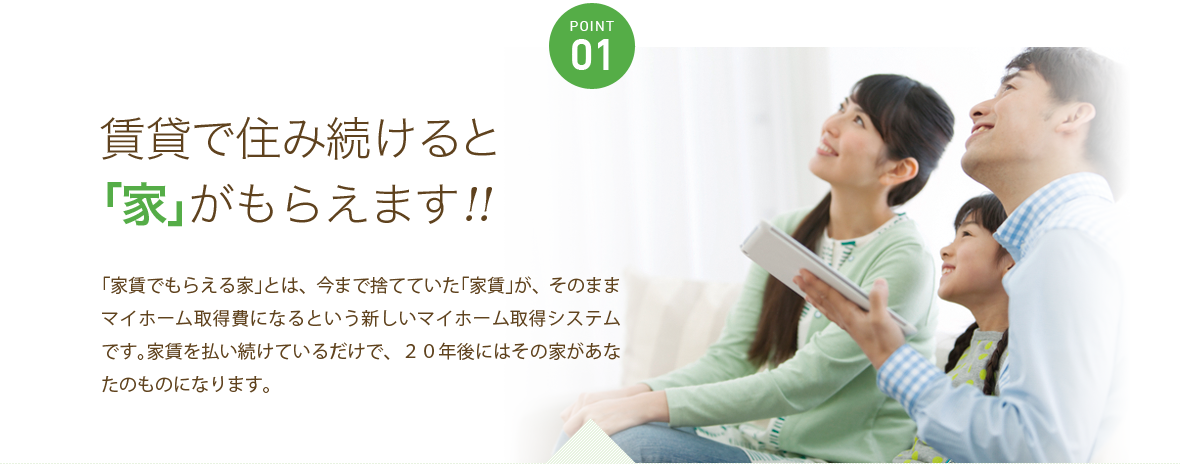 POINT
01
賃貸で住み続けると
「家」がもらえます!!
「家賃でもらえる家」とは、今まで捨てていた「家賃」が、そのまま
マイホーム取得費になるという新しいマイホーム取得システム
です。家賃を払い続けているだけで、２０年後にはその家があな
たのものになります。